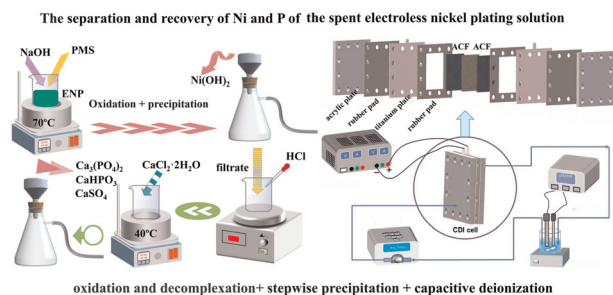 The separation and recovery of Ni and P of the spent electroless nickel plating solution
NaOH
PMS
ENP
70ºC
Oxidation + precipitation
Ni(OH)₂
Ca₃(PO₄)₂
CaHPO₃
CaSO₄
CaCl₂·2H₂O
40ºC
filtrate
HCl
ACF ACF
acrylic plate
rubber pad
titanium plate
rubber pad
- +
CDI cell
oxidation and decomplexation+ stepwise precipitation + capacitive deionization